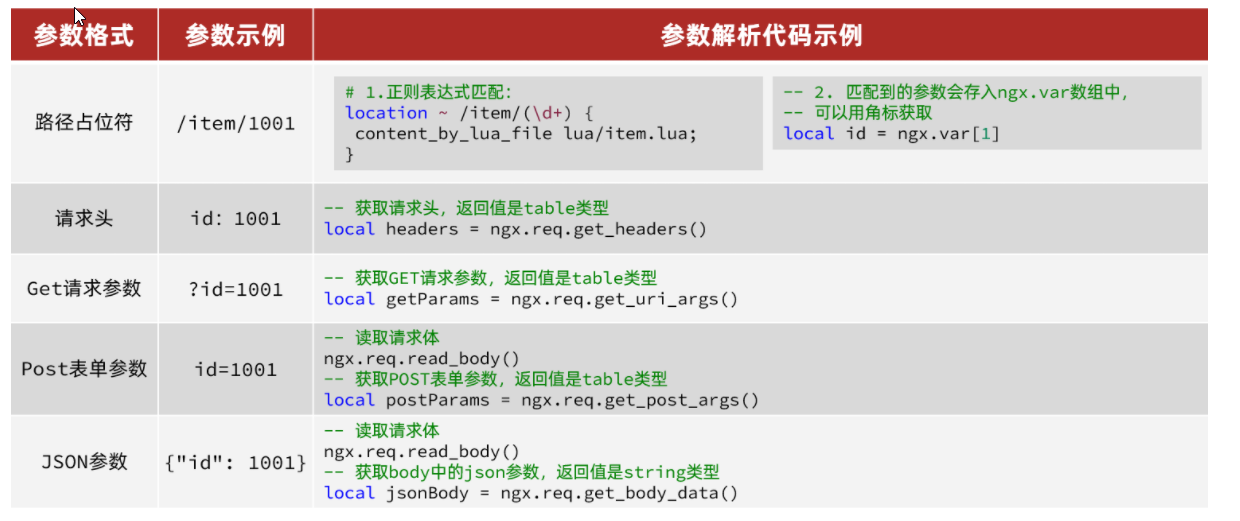 参数格式 参数示例 参数解析代码示例
路径占位符 /item/1001
# 1.正则表达式匹配:
location ~ /item/(\d+) {
content_by_lua_file lua/item.lua;
}
-- 2. 匹配到的参数会存入ngx.var数组中,
-- 可以用角标获取
local id = ngx.var[1]
请求头 id: 1001
-- 获取请求头，返回值是table类型
local headers = ngx.req.get_headers()
Get请求参数 ?id=1001
-- 获取GET请求参数，返回值是table类型
local getParams = ngx.req.get_uri_args()
Post表单参数 id=1001
-- 读取请求体
ngx.req.read_body()
-- 获取POST表单参数，返回值是table类型
local postParams = ngx.req.get_post_args()
JSON参数 {"id": 1001}
-- 读取请求体
ngx.req.read_body()
-- 获取body中的json参数，返回值是string类型
local jsonBody = ngx.req.get_body_data()